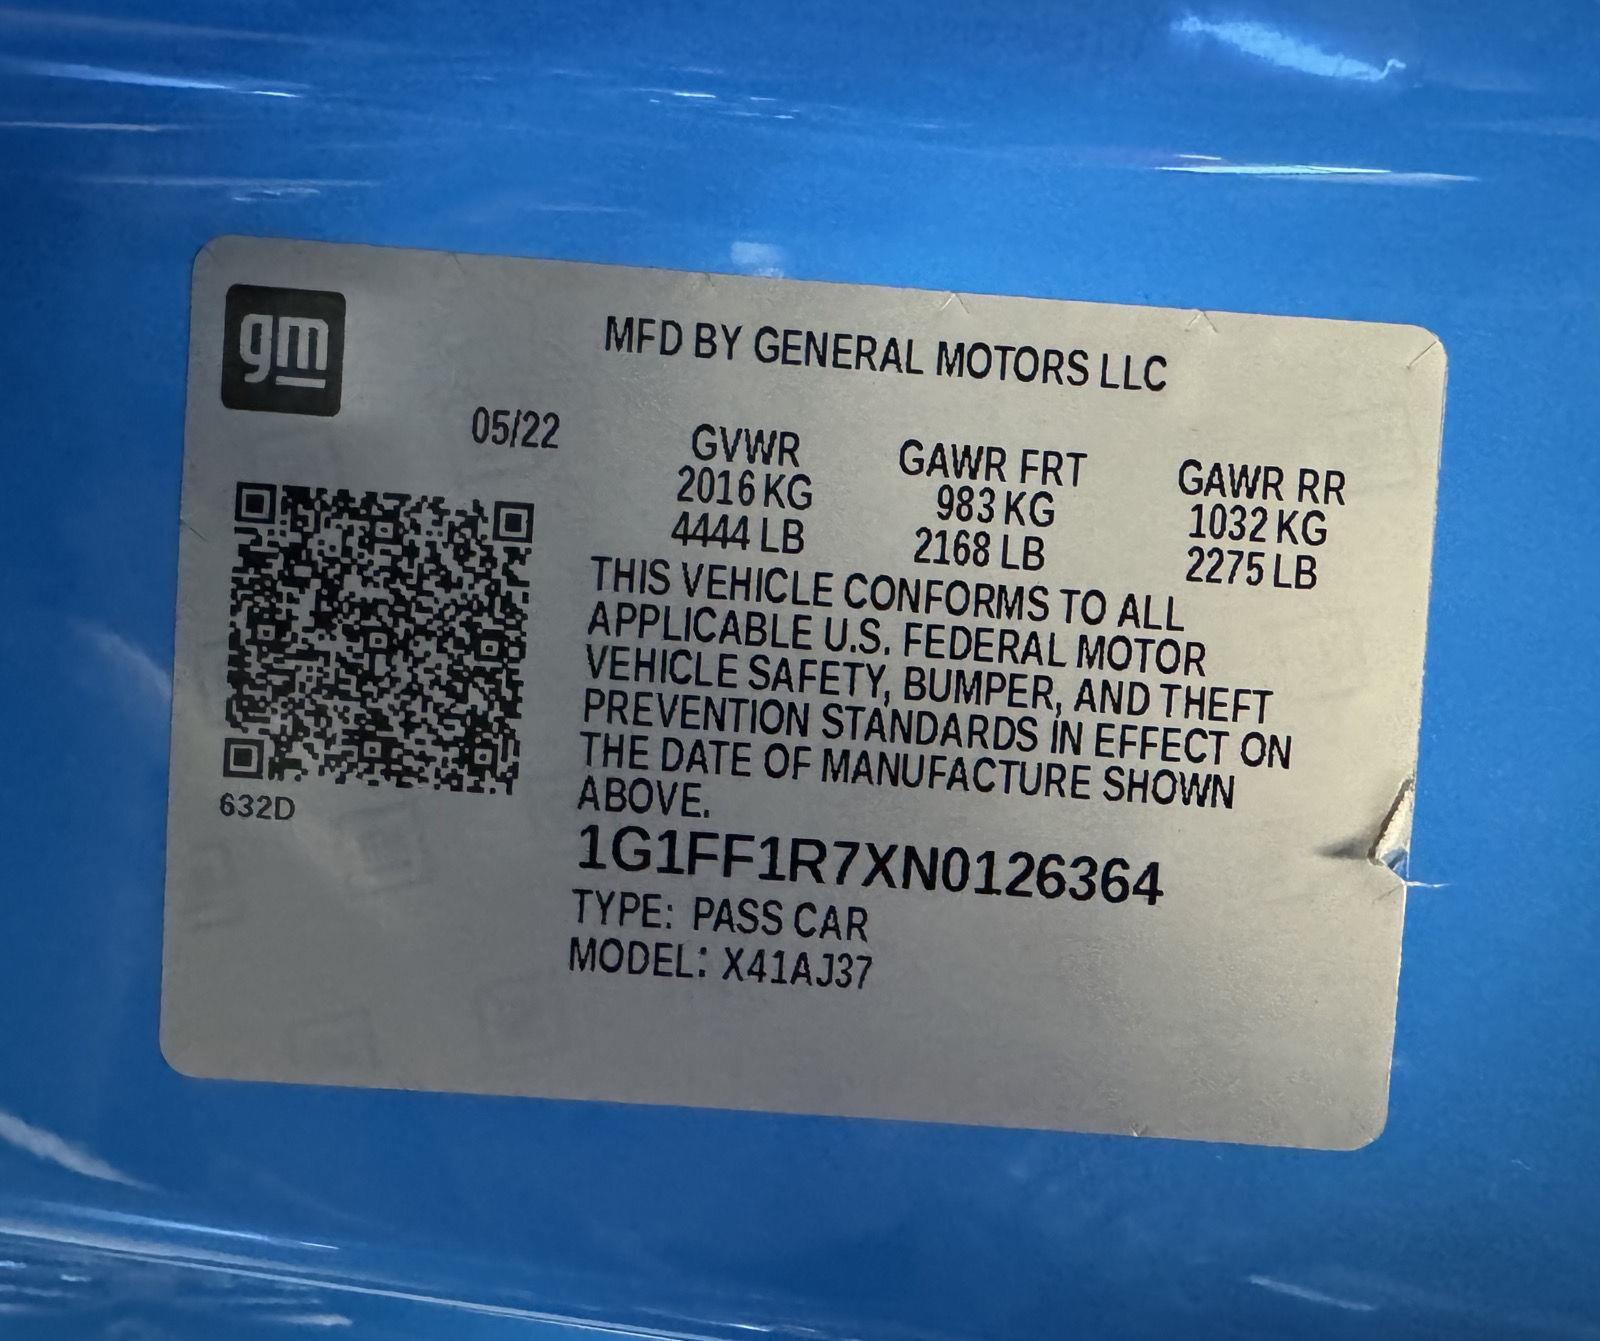 gm
MFD BY GENERAL MOTORS LLC
05/22
GVWR GAWR FRT GAWR RR
2016 KG 983 KG 1032 KG
4444 LB 2168 LB 2275 LB
THIS VEHICLE CONFORMS TO ALL
APPLICABLE U.S. FEDERAL MOTOR
VEHICLE SAFETY, BUMPER, AND THEFT
PREVENTION STANDARDS IN EFFECT ON
THE DATE OF MANUFACTURE SHOWN
ABOVE.
632D
1G1FF1R7XN0126364
TYPE: PASS CAR
MODEL: X41AJ37